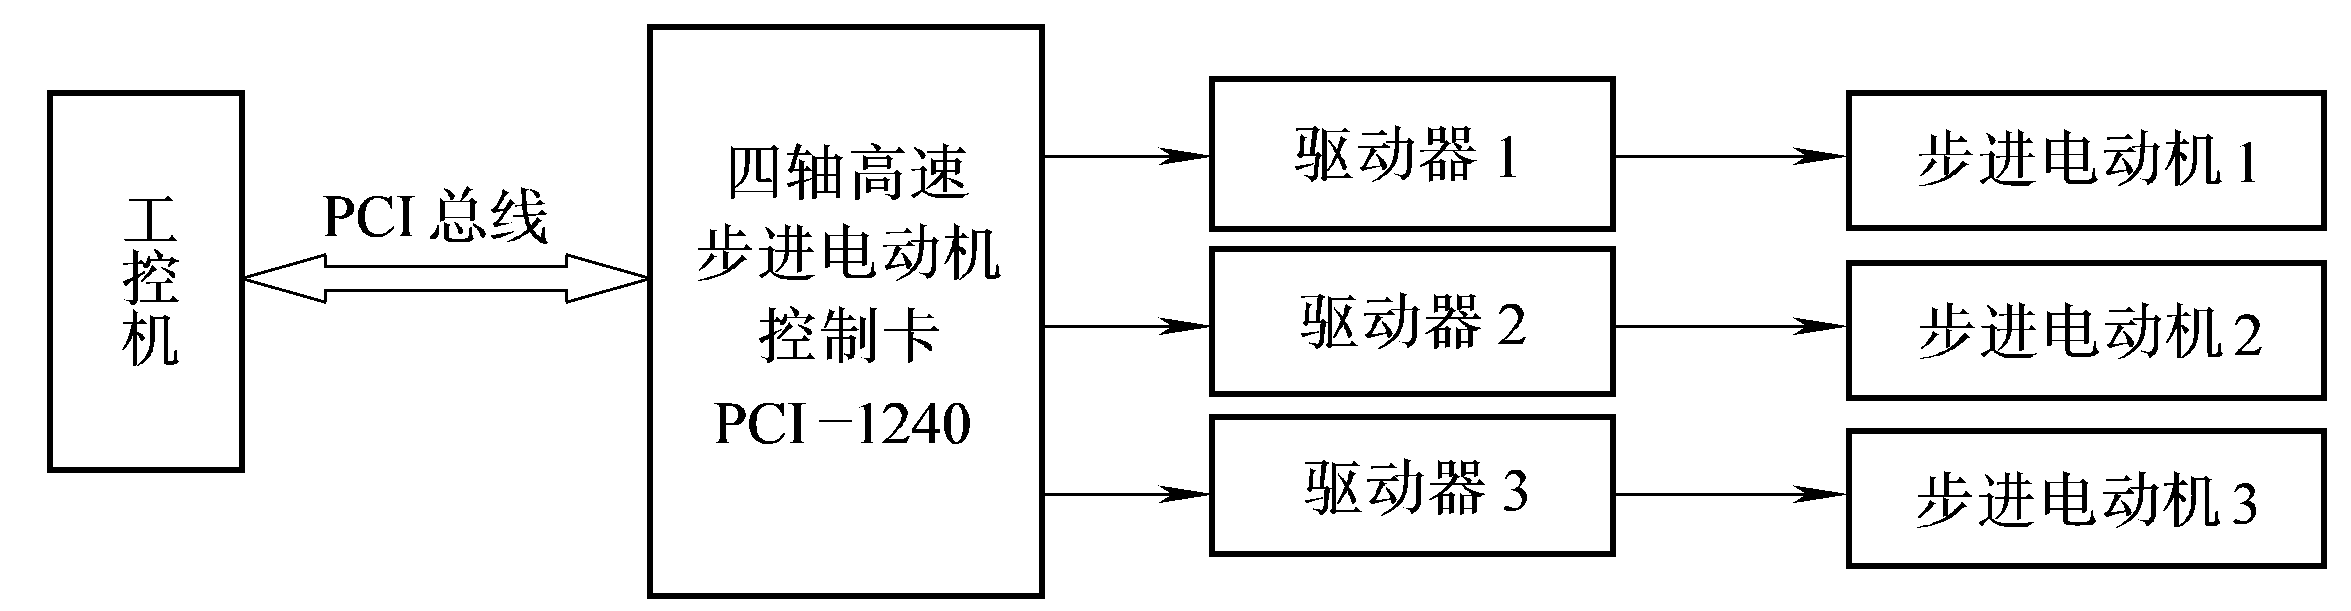 工控机
PCI 总线
四轴高速
步进电动机
控制卡
PCI－1240
驱动器 1
步进电动机 1
驱动器 2
步进电动机 2
驱动器 3
步进电动机 3